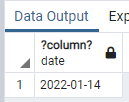 Data Output
Exp
?column?
date
1
2022-01-14